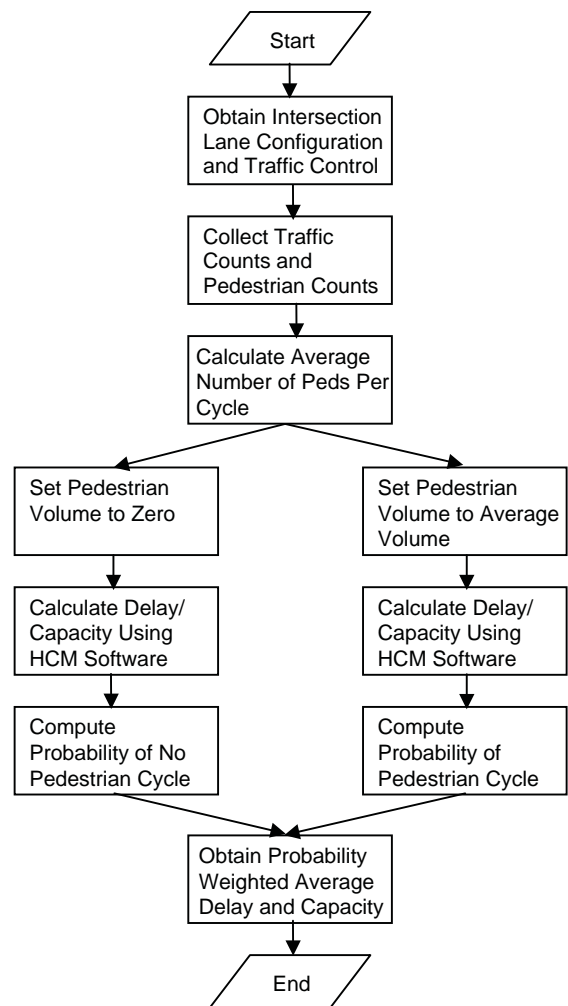 Start
Obtain Intersection
Lane Configuration
and Traffic Control
Collect Traffic
Counts and
Pedestrian Counts
Calculate Average
Number of Peds Per
Cycle
Set Pedestrian
Volume to Zero
Calculate Delay/
Capacity Using
HCM Software
Compute
Probability of No
Pedestrian Cycle
Set Pedestrian
Volume to Average
Volume
Calculate Delay/
Capacity Using
HCM Software
Compute
Probability of
Pedestrian Cycle
Obtain Probability
Weighted Average
Delay and Capacity
End